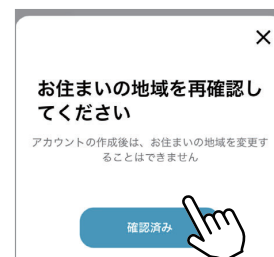 お住まいの地域を再確認し
てください
アカウントの作成後は、お住まいの地域を変更す
ることはできません
確認済み